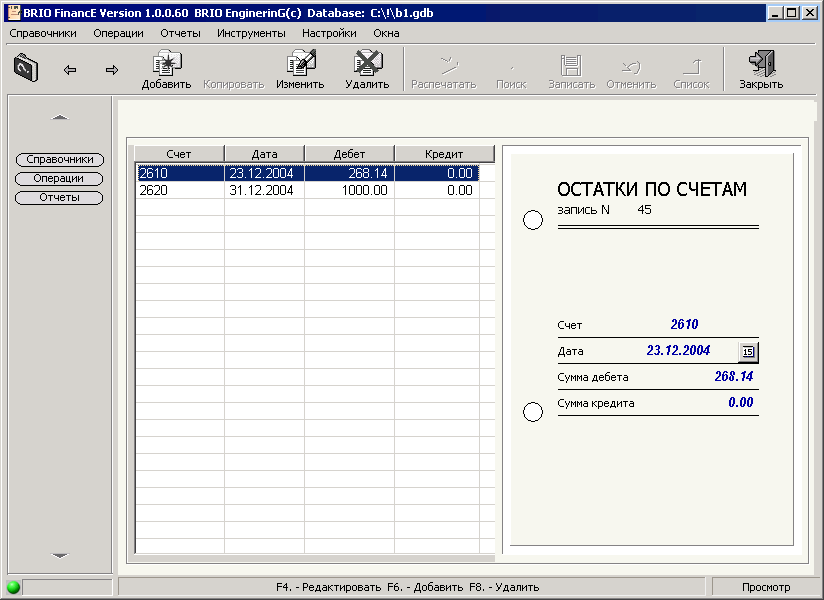 BRIO FinancE Version 1.0.0.60 BRIO EnginerinG(c) Database: C:\!\b1.gdb
Справочники Операции Отчеты Инструменты Настройки Окна
Добавить Копировать Изменить Удалить Распечатать Поиск Записать Отменить Список Закрыть
Справочники
Операции
Отчеты
Счет Дата Дебет Кредит
2610 23.12.2004 268.14 0.00
2620 31.12.2004 1000.00 0.00
ОСТАТКИ ПО СЧЕТАМ
запись N 45
Счет 2610
Дата 23.12.2004 15
Сумма дебета 268.14
Сумма кредита 0.00
F4. - Редактировать F6. - Добавить F8. - Удалить Просмотр